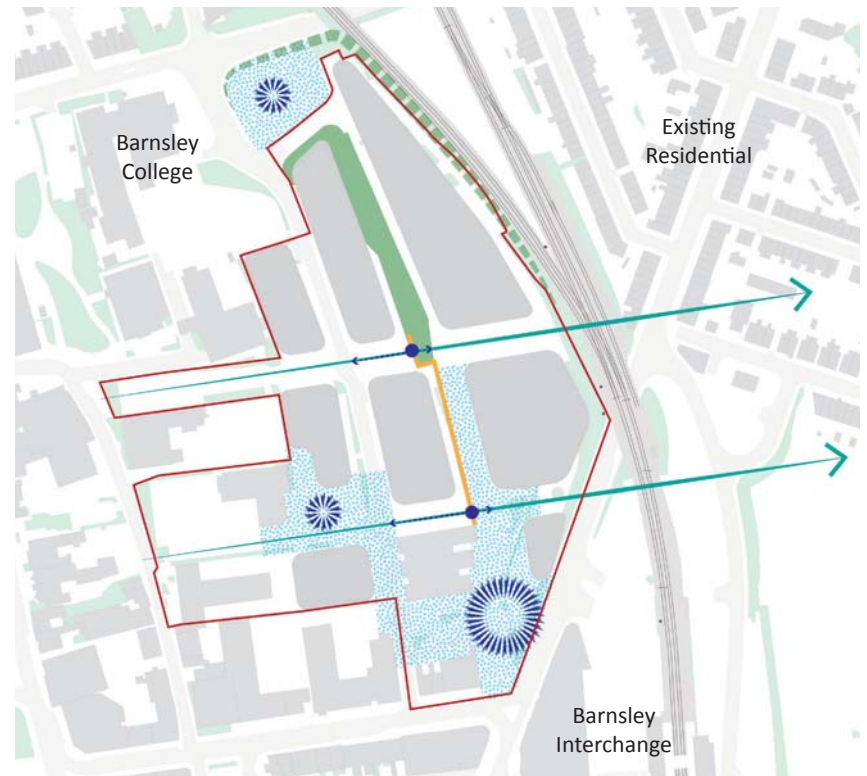 Barnsley
College
Existing
Residential
Barnsley
Interchange